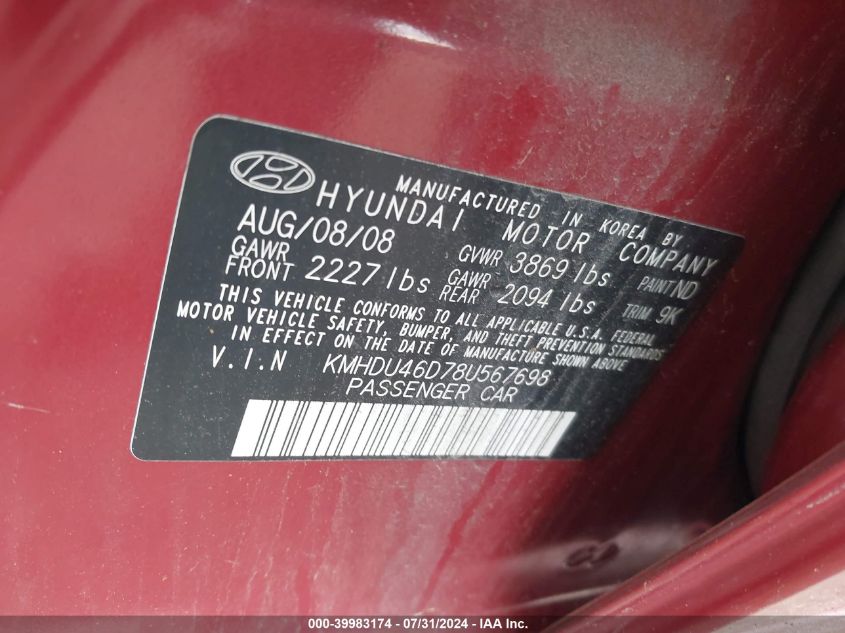 MANUFACTURED IN KOREA BY
HYUNDAI MOTOR COMPANY
AUG/08/08 GVWR 3869 lbs PAINT ND
GAWR FRONT 2227 lbs GAWR REAR 2094 lbs TRIM 9K
THIS VEHICLE CONFORMS TO ALL APPLICABLE U.S.A. FEDERAL
MOTOR VEHICLE SAFETY, BUMPER, AND THEFT PREVENTION STANDARDS
IN EFFECT ON THE DATE OF MANUFACTURE SHOWN ABOVE
V.I.N KMHDU46D78U567698
PASSENGER CAR
000-39983174 - 07/31/2024 - IAA Inc.